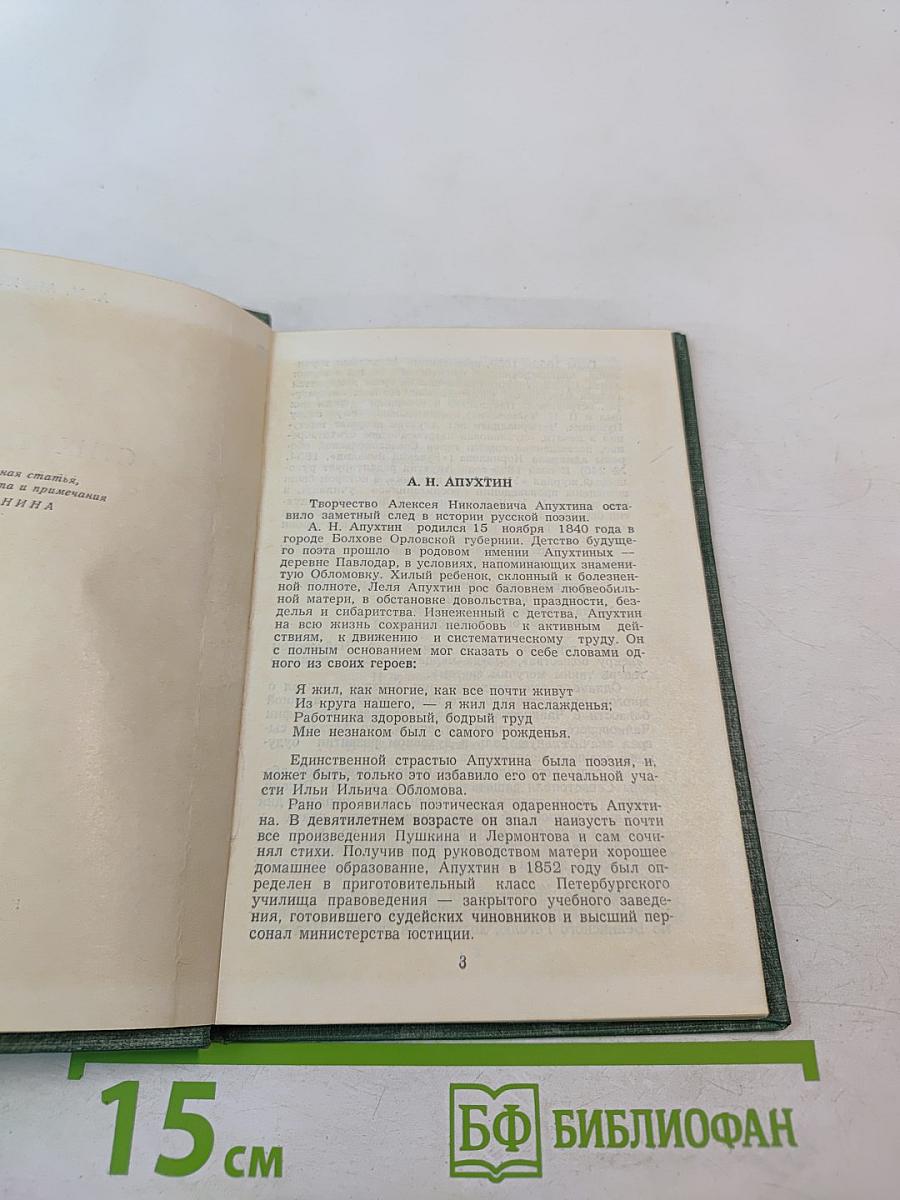 ная статья,
та и примечания
НИНА
А. Н. АПУХТИН
Творчество Алексея Николаевича Апухтина оста-
вило заметный след в истории русской поэзии.
А. Н. Апухтин родился 15 ноября 1840 года в
городе Болхове Орловской губернии. Детство будуще-
го поэта прошло в родовом имении Апухтиных —
деревне Павлодар, в условиях, напоминающих знамени-
тую Обломовку. Хилый ребенок, склонный к болезнен-
ной полноте, Леля Апухтин рос баловнем любвеобиль-
ной матери, в обстановке довольства, праздности, без-
делья и сибаритства. Изнеженный с детства, Апухтин
на всю жизнь сохранил нелюбовь к активным дей-
ствиям, к движению и систематическому труду. Он
с полным основанием мог сказать о себе словами од-
ного из своих героев:
Я жил, как многие, как все почти живут
Из круга нашего, — я жил для наслажденья;
Работника здоровый, бодрый труд
Мне незнаком был с самого рожденья.
Единственной страстью Апухтина была поэзия, и,
может быть, только это избавило его от печальной уча-
сти Ильи Ильича Обломова.
Рано проявилась поэтическая одаренность Апухти-
на. В девятилетнем возрасте он знал наизусть почти
все произведения Пушкина и Лермонтова и сам сочи-
нял стихи. Получив под руководством матери хорошее
домашнее образование, Апухтин в 1852 году был оп-
ределен в приготовительный класс Петербургского
училища правоведения — закрытого учебного заведе-
ния, готовившего судейских чиновников и высший пер-
сонал министерства юстиции.
3
15 см
БФ БИБЛИОФАН